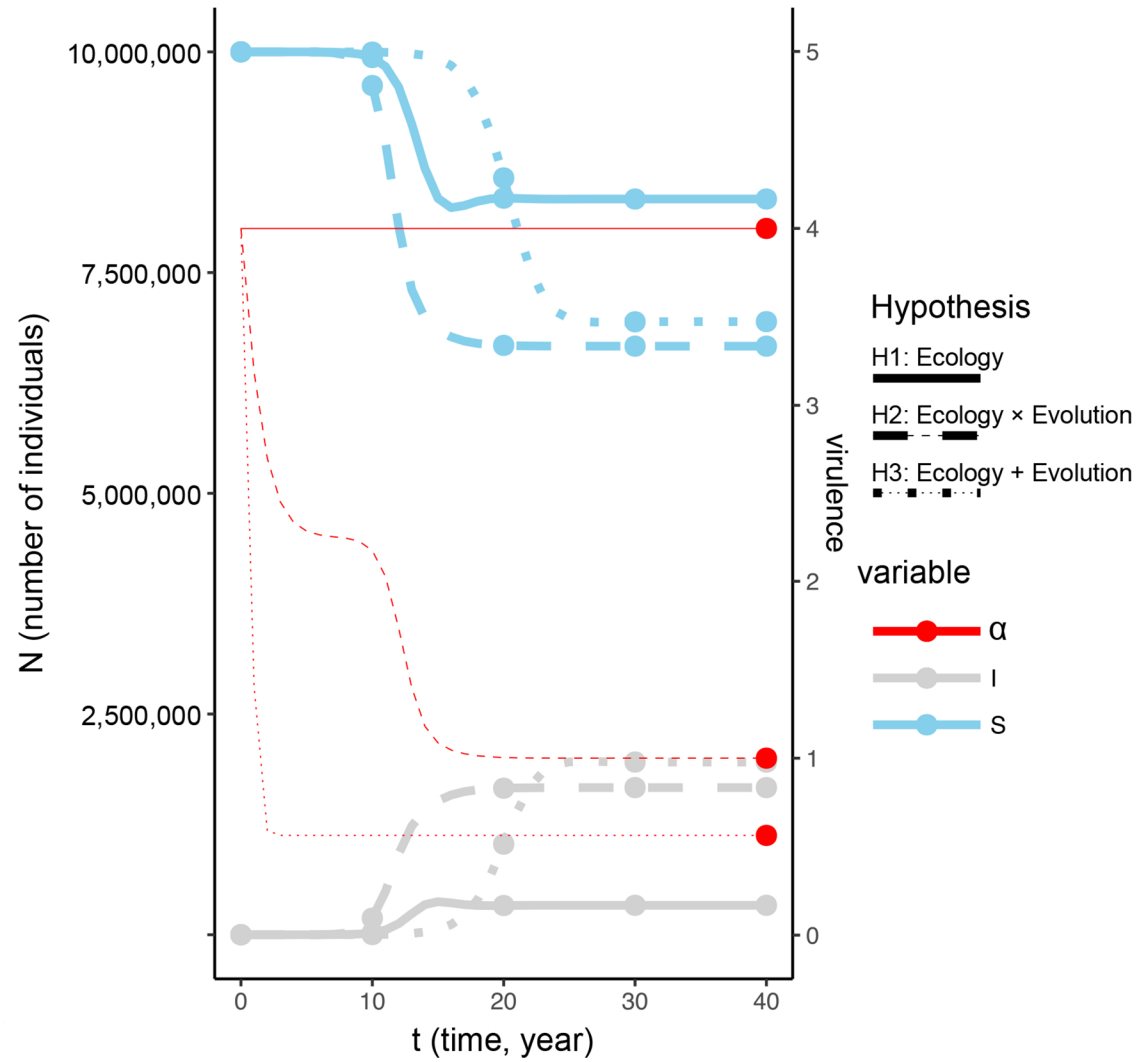 N (number of individuals)
10,000,000
7,500,000
5,000,000
2,500,000
0
10
20
30
40
t (time, year)
5
4
3
2
1
0
virulence
Hypothesis
H1: Ecology
H2: Ecology × Evolution
H3: Ecology + Evolution
variable
α
I
S